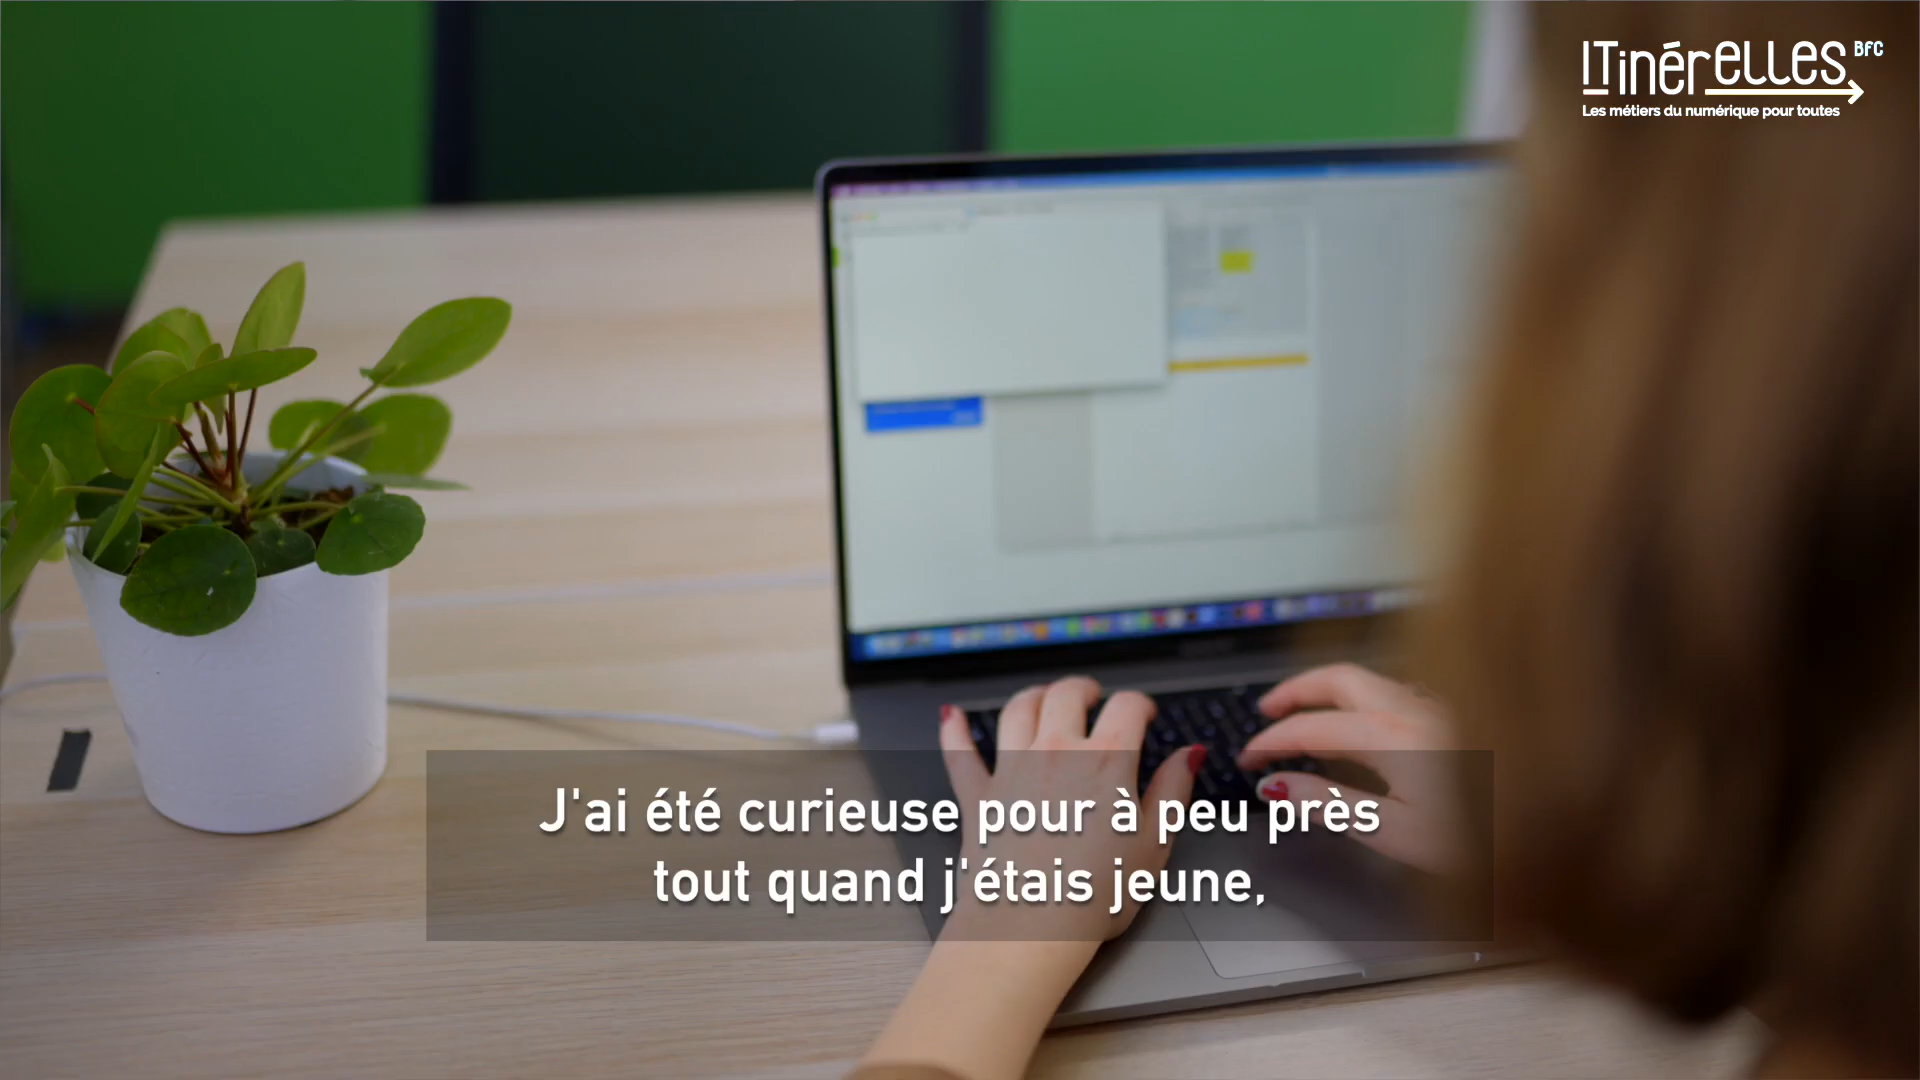 ITinérELLES BFC
Les métiers du numérique pour toutes
J'ai été curieuse pour à peu près
tout quand j'étais jeune,